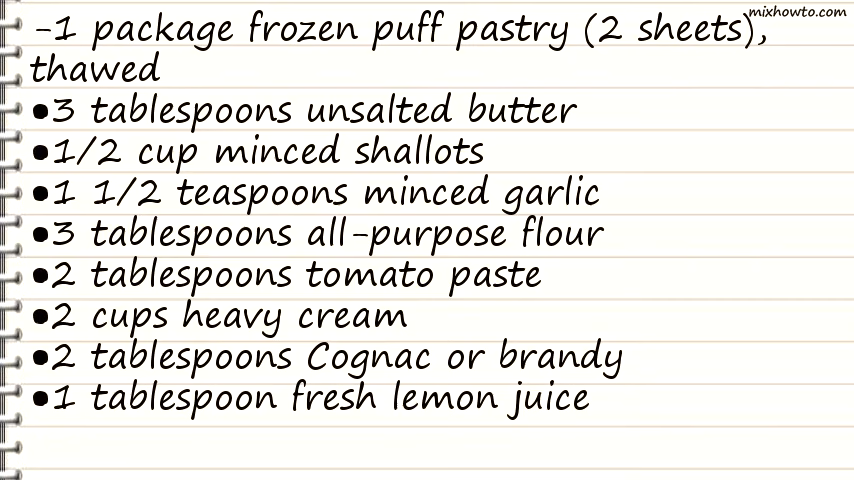 mixhowto.com
-1 package frozen puff pastry (2 sheets),
thawed
•3 tablespoons unsalted butter
•1/2 cup minced shallots
•1 1/2 teaspoons minced garlic
•3 tablespoons all-purpose flour
•2 tablespoons tomato paste
•2 cups heavy cream
•2 tablespoons Cognac or brandy
•1 tablespoon fresh lemon juice